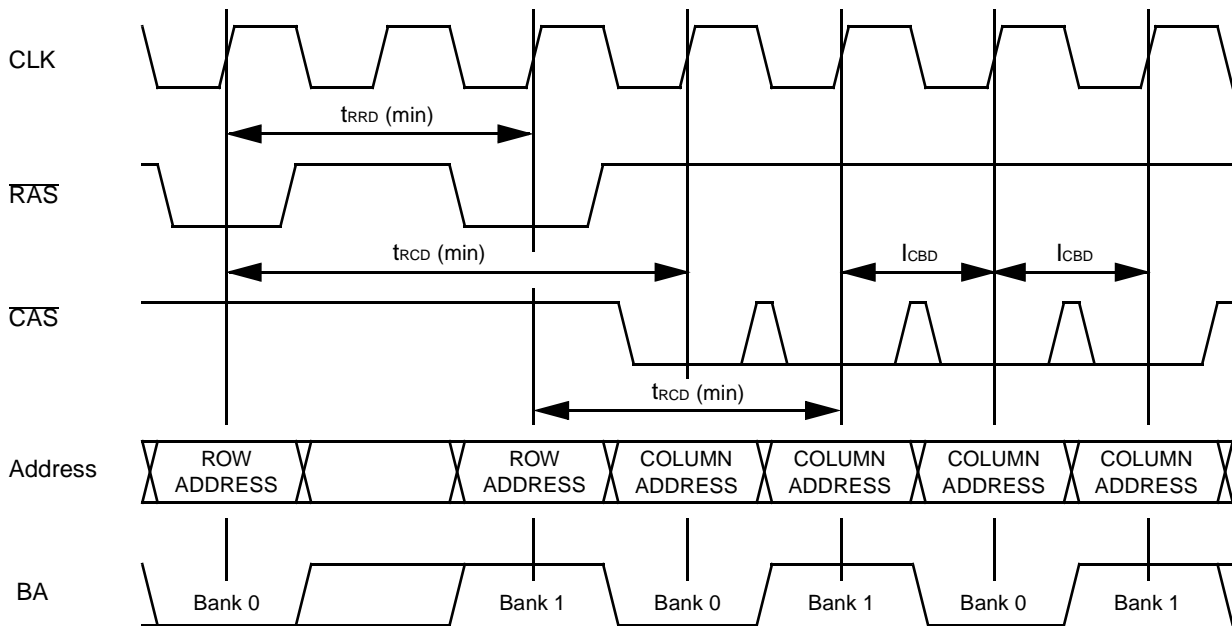 CLK
tRRD (min)
RAS
tRCD (min)
ICBD
ICBD
CAS
tRCD (min)
Address
ROW
ADDRESS
ROW
ADDRESS
COLUMN
ADDRESS
COLUMN
ADDRESS
COLUMN
ADDRESS
COLUMN
ADDRESS
BA
Bank 0
Bank 1
Bank 0
Bank 1
Bank 0
Bank 1